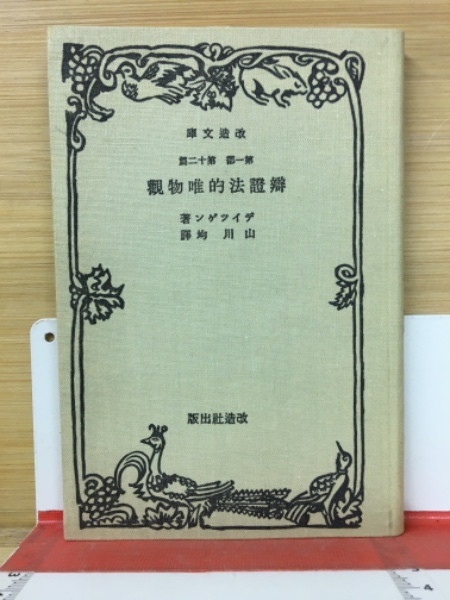 改造文庫
第一部 第十二篇
辯證法的唯物觀
デイツゲン著
山川 均譯
改造社出版